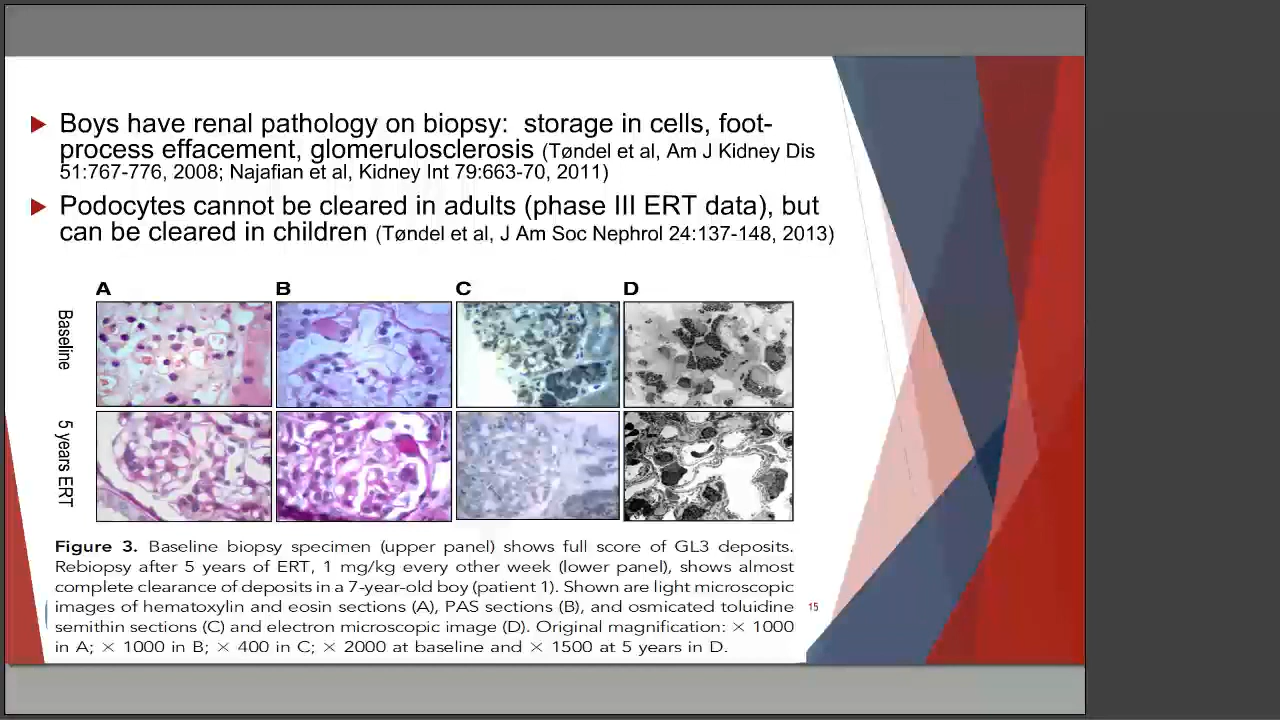 Boys have renal pathology on biopsy: storage in cells, foot-
process effacement, glomerulosclerosis (Tøndel et al, Am J Kidney Dis
51:767-776, 2008; Najafian et al, Kidney Int 79:663-70, 2011)
Podocytes cannot be cleared in adults (phase III ERT data), but
can be cleared in children (Tøndel et al, J Am Soc Nephrol 24:137-148, 2013)
A B C D
Baseline
5 years ERT
Figure 3. Baseline biopsy specimen (upper panel) shows full score of GL3 deposits.
Rebiopsy after 5 years of ERT, 1 mg/kg every other week (lower panel), shows almost
complete clearance of deposits in a 7-year-old boy (patient 1). Shown are light microscopic
images of hematoxylin and eosin sections (A), PAS sections (B), and osmicated toluidine
semithin sections (C) and electron microscopic image (D). Original magnification: × 1000
in A; × 1000 in B; × 400 in C; × 2000 at baseline and × 1500 at 5 years in D.
15